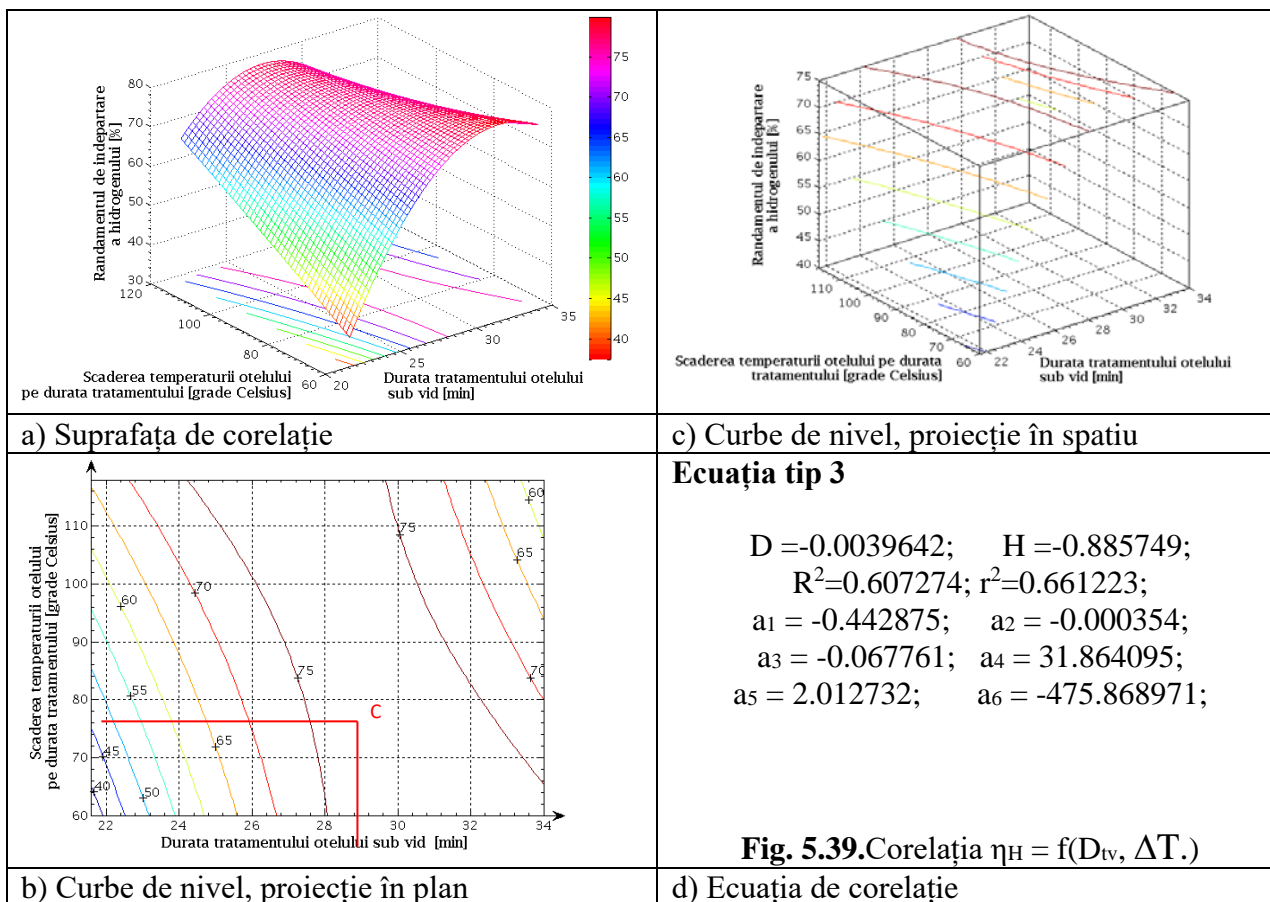 80
70
60
50
40
30
Randamentul de indepartare
a hidrogenului [%]
120
100
80
60
Scaderea temperaturii otelului
pe durata tratamentului [grade Celsius]
20
25
30
35
Durata tratamentului otelului
sub vid [min]
75
70
65
60
55
50
45
40
a) Suprafața de corelație
75
70
65
60
55
50
45
40
Randamentul de indepartare
a hidrogenului [%]
110
100
90
80
70
60
Scaderea temperaturii otelului pe durata
tratamentului [grade Celsius]
22
24
26
28
30
32
34
Durata tratamentului otelului
sub vid [min]
c) Curbe de nivel, proiecție în spatiu
110
100
90
80
70
60
Scaderea temperaturii otelului
pe durata tratamentului [grade Celsius]
60
75
65
70
60
75
70
55
C
65
45
40
50
22 24 26 28 30 32 34
Durata tratamentului otelului sub vid [min]
b) Curbe de nivel, proiecție în plan
Ecuația tip 3
D =-0.0039642; H =-0.885749;
R²=0.607274; r²=0.661223;
a₁ = -0.442875; a₂ = -0.000354;
a₃ = -0.067761; a₄ = 31.864095;
a₅ = 2.012732; a₆ = -475.868971;
Fig. 5.39.Corelația ηH = f(Dtv, ΔT.)
d) Ecuația de corelație